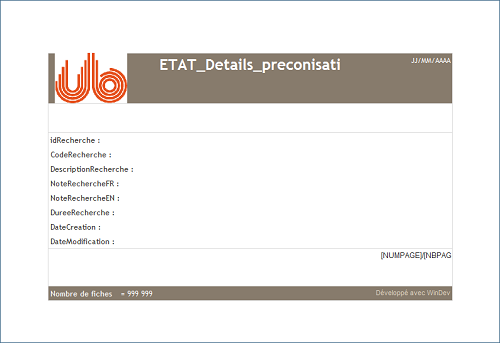 ub
ETAT_Details_preconisati
JJ/MM/AAAA
idRecherche :
CodeRecherche :
DescriptionRecherche :
NoteRechercheFR :
NoteRechercheEN :
DureeRecherche :
DateCreation :
DateModification :
[NUMPAGE]/[NBPAG
Nombre de fiches = 999 999
Développé avec WinDev